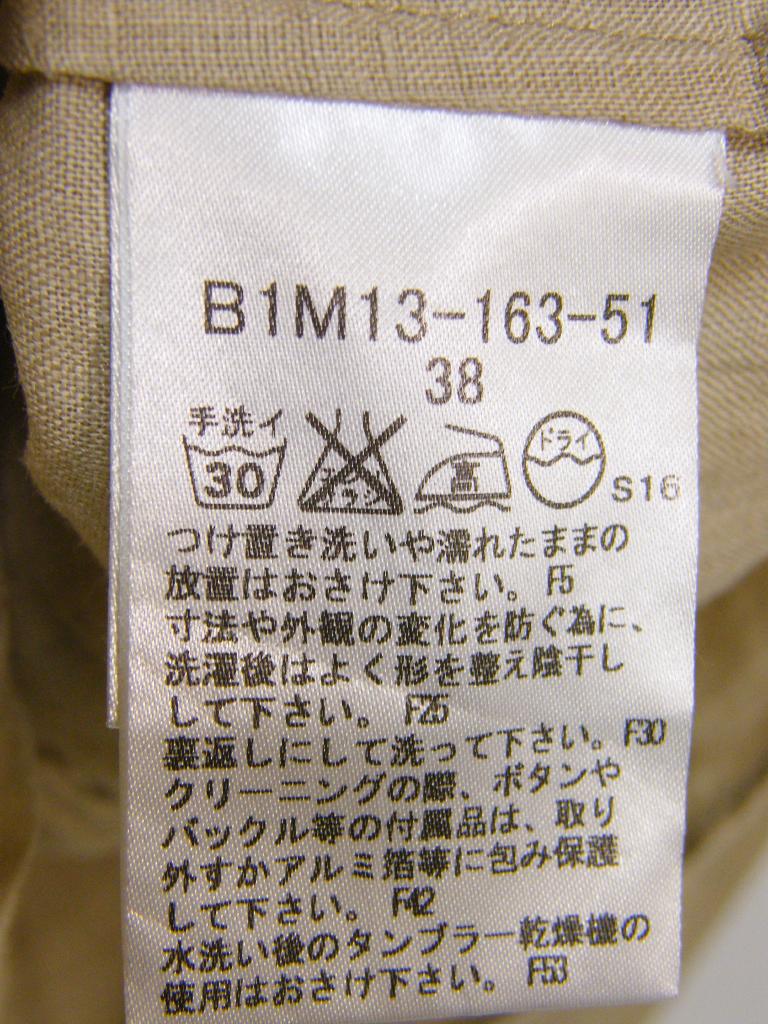 B1M13-163-51
38
手洗イ
30 エンソサラシ 高 ドライ S16
つけ置き洗いや濡れたままの
放置はおさけ下さい。 F5
寸法や外観の変化を防ぐ為に、
洗濯後はよく形を整え陰干し
して下さい。 F25
裏返しにして洗って下さい。 F30
クリーニングの際、ボタンや
バックル等の付属品は、取り
外すかアルミ箔等に包み保護
して下さい。 F42
水洗い後のタンブラー乾燥機の
使用はおさけ下さい。 F53